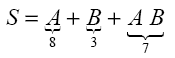 S = A + B + A B
8 3 7